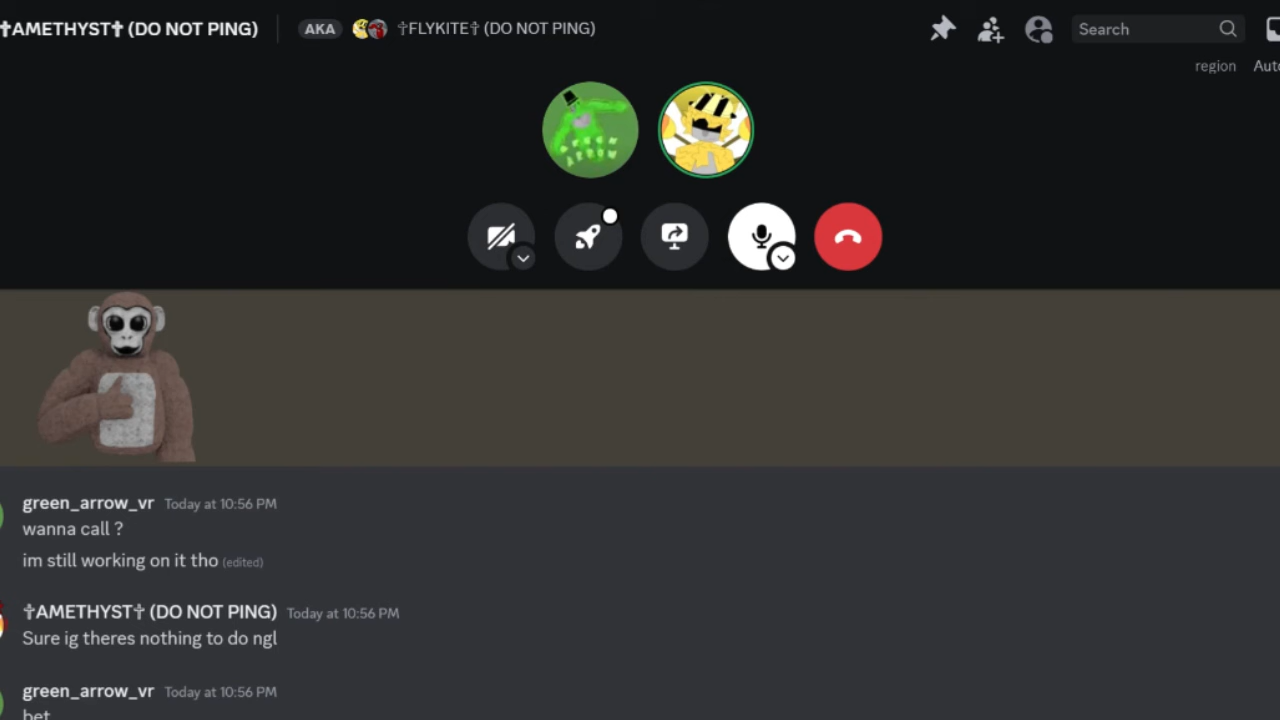 †AMETHYST† (DO NOT PING) AKA †FLYKITE† (DO NOT PING) Search
region Auto
green_arrow_vr Today at 10:56 PM
wanna call ?
im still working on it tho (edited)
†AMETHYST† (DO NOT PING) Today at 10:56 PM
Sure ig theres nothing to do ngl
green_arrow_vr Today at 10:56 PM
bet